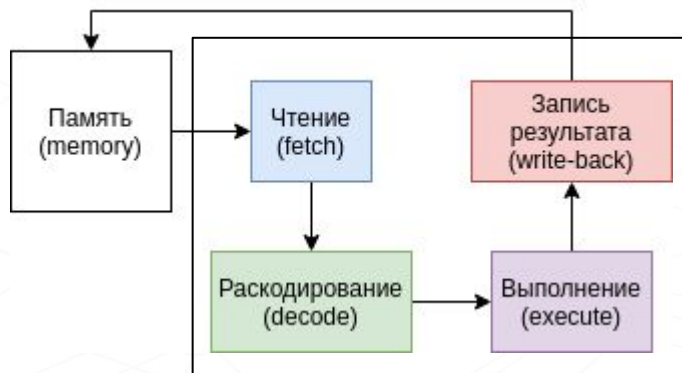 Память
(memory)
Чтение
(fetch)
Запись
результата
(write-back)
Раскодирование
(decode)
Выполнение
(execute)